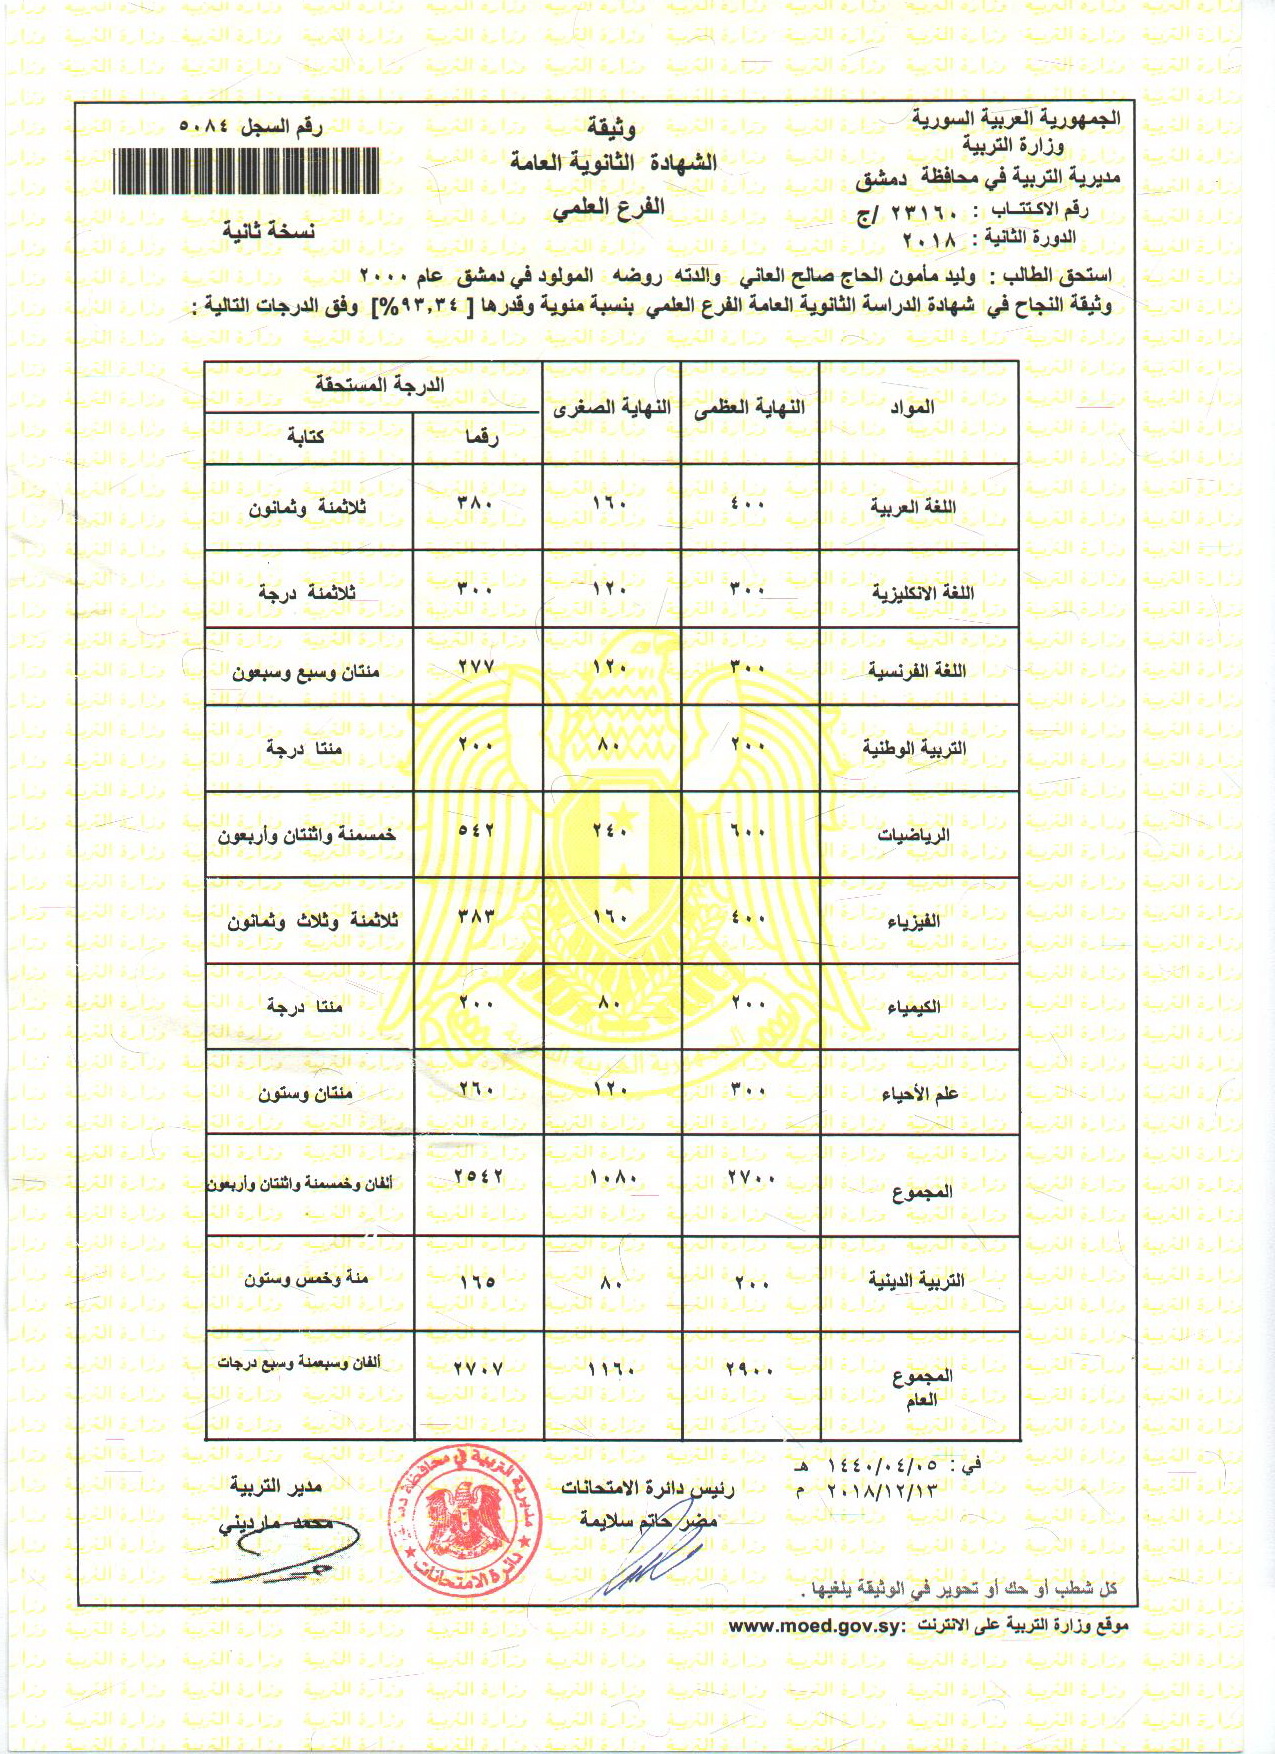 الجمهورية العربية السورية
وزارة التربية
مديرية التربية في محافظة دمشق
رقم الاكتتاب : ٢٣١٦٠ /ج
الدورة الثانية : ٢٠١٨
وثيقة
الشهادة الثانوية العامة
الفرع العلمي
رقم السجل ٥٠٨٤
نسخة ثانية
استحق الطالب : وليد مأمون الحاج صالح العاني والدته روضه المولود في دمشق عام ٢٠٠٠
وثيقة النجاح في شهادة الدراسة الثانوية العامة الفرع العلمي بنسبة مئوية وقدرها [ ٩٣,٣٤%] وفق الدرجات التالية :
المواد النهاية العظمى النهاية الصغرى الدرجة المستحقة
رقما كتابة
اللغة العربية ٤٠٠ ١٦٠ ٣٨٠ ثلاثمئة وثمانون
اللغة الانكليزية ٣٠٠ ١٢٠ ٣٠٠ ثلاثمئة درجة
اللغة الفرنسية ٣٠٠ ١٢٠ ٢٧٧ مئتان وسبع وسبعون
التربية الوطنية ٢٠٠ ٨٠ ٢٠٠ مئتا درجة
الرياضيات ٦٠٠ ٢٤٠ ٥٤٢ خمسمئة واثنتان وأربعون
الفيزياء ٤٠٠ ١٦٠ ٣٨٣ ثلاثمئة وثلاث وثمانون
الكيمياء ٢٠٠ ٨٠ ٢٠٠ مئتا درجة
علم الأحياء ٣٠٠ ١٢٠ ٢٦٠ مئتان وستون
المجموع ٢٧٠٠ ١٠٨٠ ٢٥٤٢ ألفان وخمسمئة واثنتان وأربعون
التربية الدينية ٢٠٠ ٨٠ ١٦٥ مئة وخمس وستون
المجموع العام ٢٩٠٠ ١١٦٠ ٢٧٠٧ ألفان وسبعمئة وسبع درجات
في : ١٤٤٠/٠٤/٠٥ هـ
٢٠١٨/١٢/١٣ م
رئيس دائرة الامتحانات
مضر حاتم سلايمة
مديرية التربية في محافظة دمشق
دائرة الامتحانات
مدير التربية
محمد مارديني
كل شطب أو حك أو تحوير في الوثيقة يلغيها .
موقع وزارة التربية على الانترنت :www.moed.gov.sy